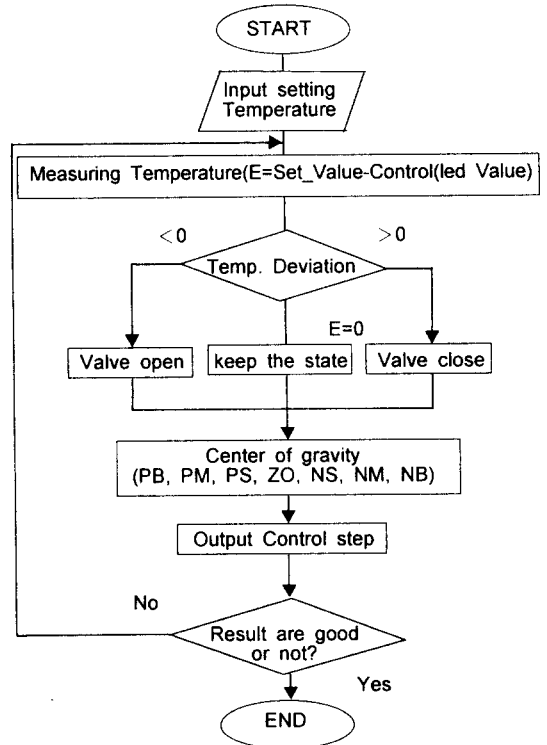 START
Input setting
Temperature
Measuring Temperature(E=Set_Value-Control(led Value)
<0
>0
Temp. Deviation
E=0
Valve open
keep the state
Valve close
Center of gravity
(PB, PM, PS, ZO, NS, NM, NB)
Output Control step
No
Result are good
or not?
Yes
END